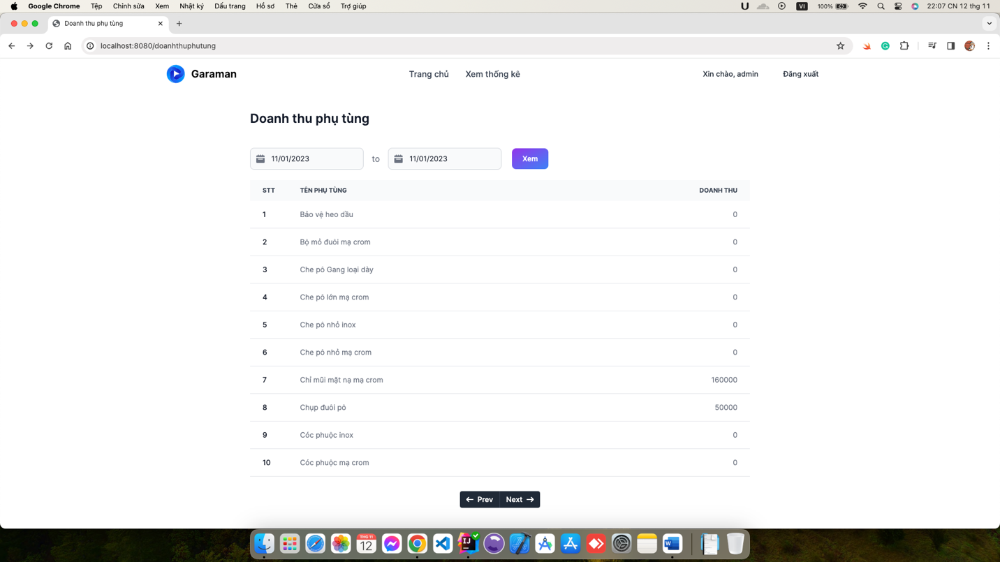 Google Chrome Tệp Chỉnh sửa Xem Nhật ký Dấu trang Hồ sơ Thẻ Cửa sổ Trợ giúp VI 100% 22:07 CN 12 thg 11
Doanh thu phụ tùng
localhost:8080/doanhthuphutung
Garaman Trang chủ Xem thống kê Xin chào, admin Đăng xuất
Doanh thu phụ tùng
11/01/2023 to 11/01/2023 Xem
STT TÊN PHỤ TÙNG DOANH THU
1 Bảo vệ heo dầu 0
2 Bộ mỏ đuôi mạ crom 0
3 Che pô Gang loại dày 0
4 Che pô lớn mạ crom 0
5 Che pô nhỏ inox 0
6 Che pô nhỏ mạ crom 0
7 Chỉ mũi mặt nạ mạ crom 160000
8 Chụp đuôi pô 50000
9 Cóc phuộc inox 0
10 Cóc phuộc mạ crom 0
Prev Next
THG 11
12
IJ
W